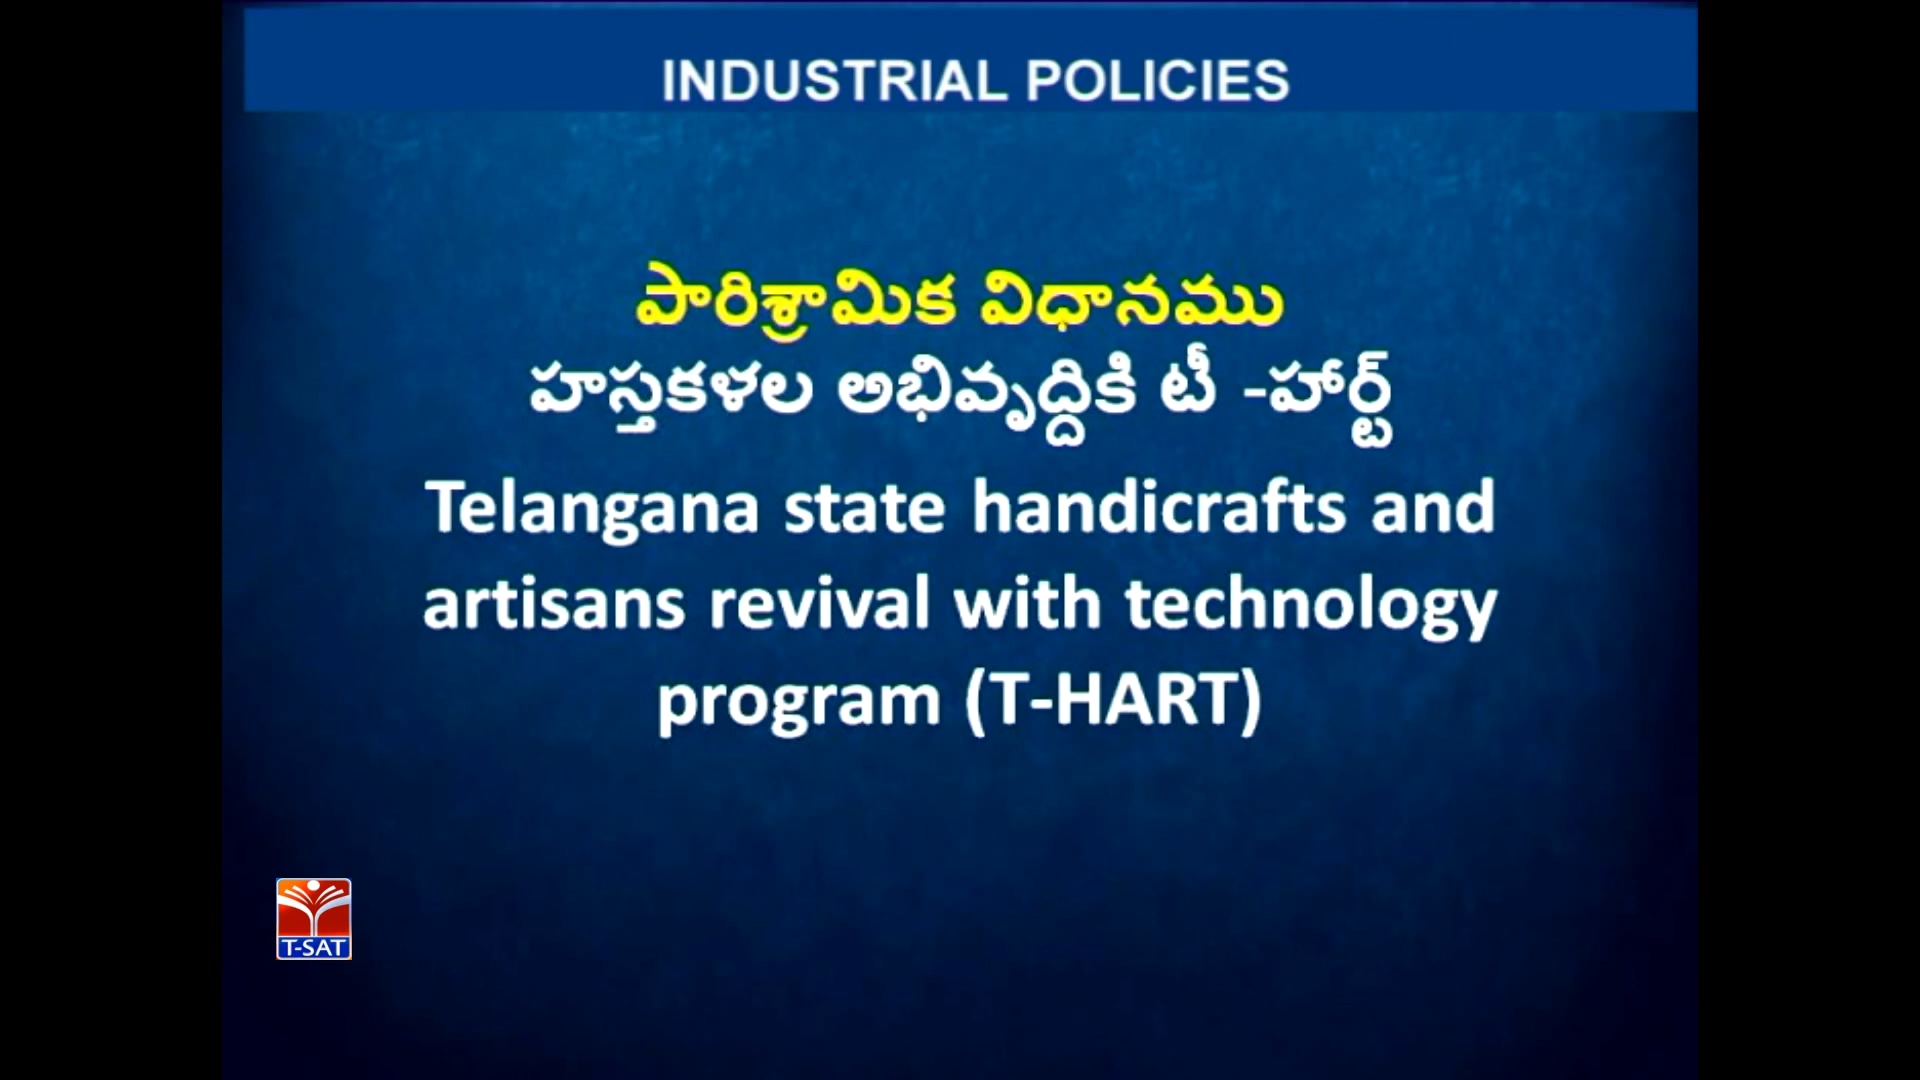 INDUSTRIAL POLICIES
పారిశ్రామిక విధానము
హస్తకళల అభివృద్దికి టీ -హార్ట్
Telangana state handicrafts and
artisans revival with technology
program (T-HART)
T-SAT